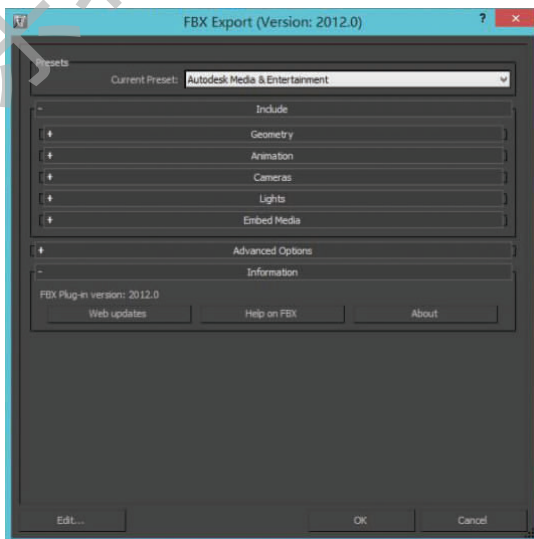 FBX Export (Version: 2012.0)
? ×
Presets
Current Preset: Autodesk Media & Entertainment
- Include
+ Geometry
+ Animation
+ Cameras
+ Lights
+ Embed Media
+ Advanced Options
- Information
FBX Plug-in version: 2012.0
Web updates Help on FBX About
Edit... OK Cancel